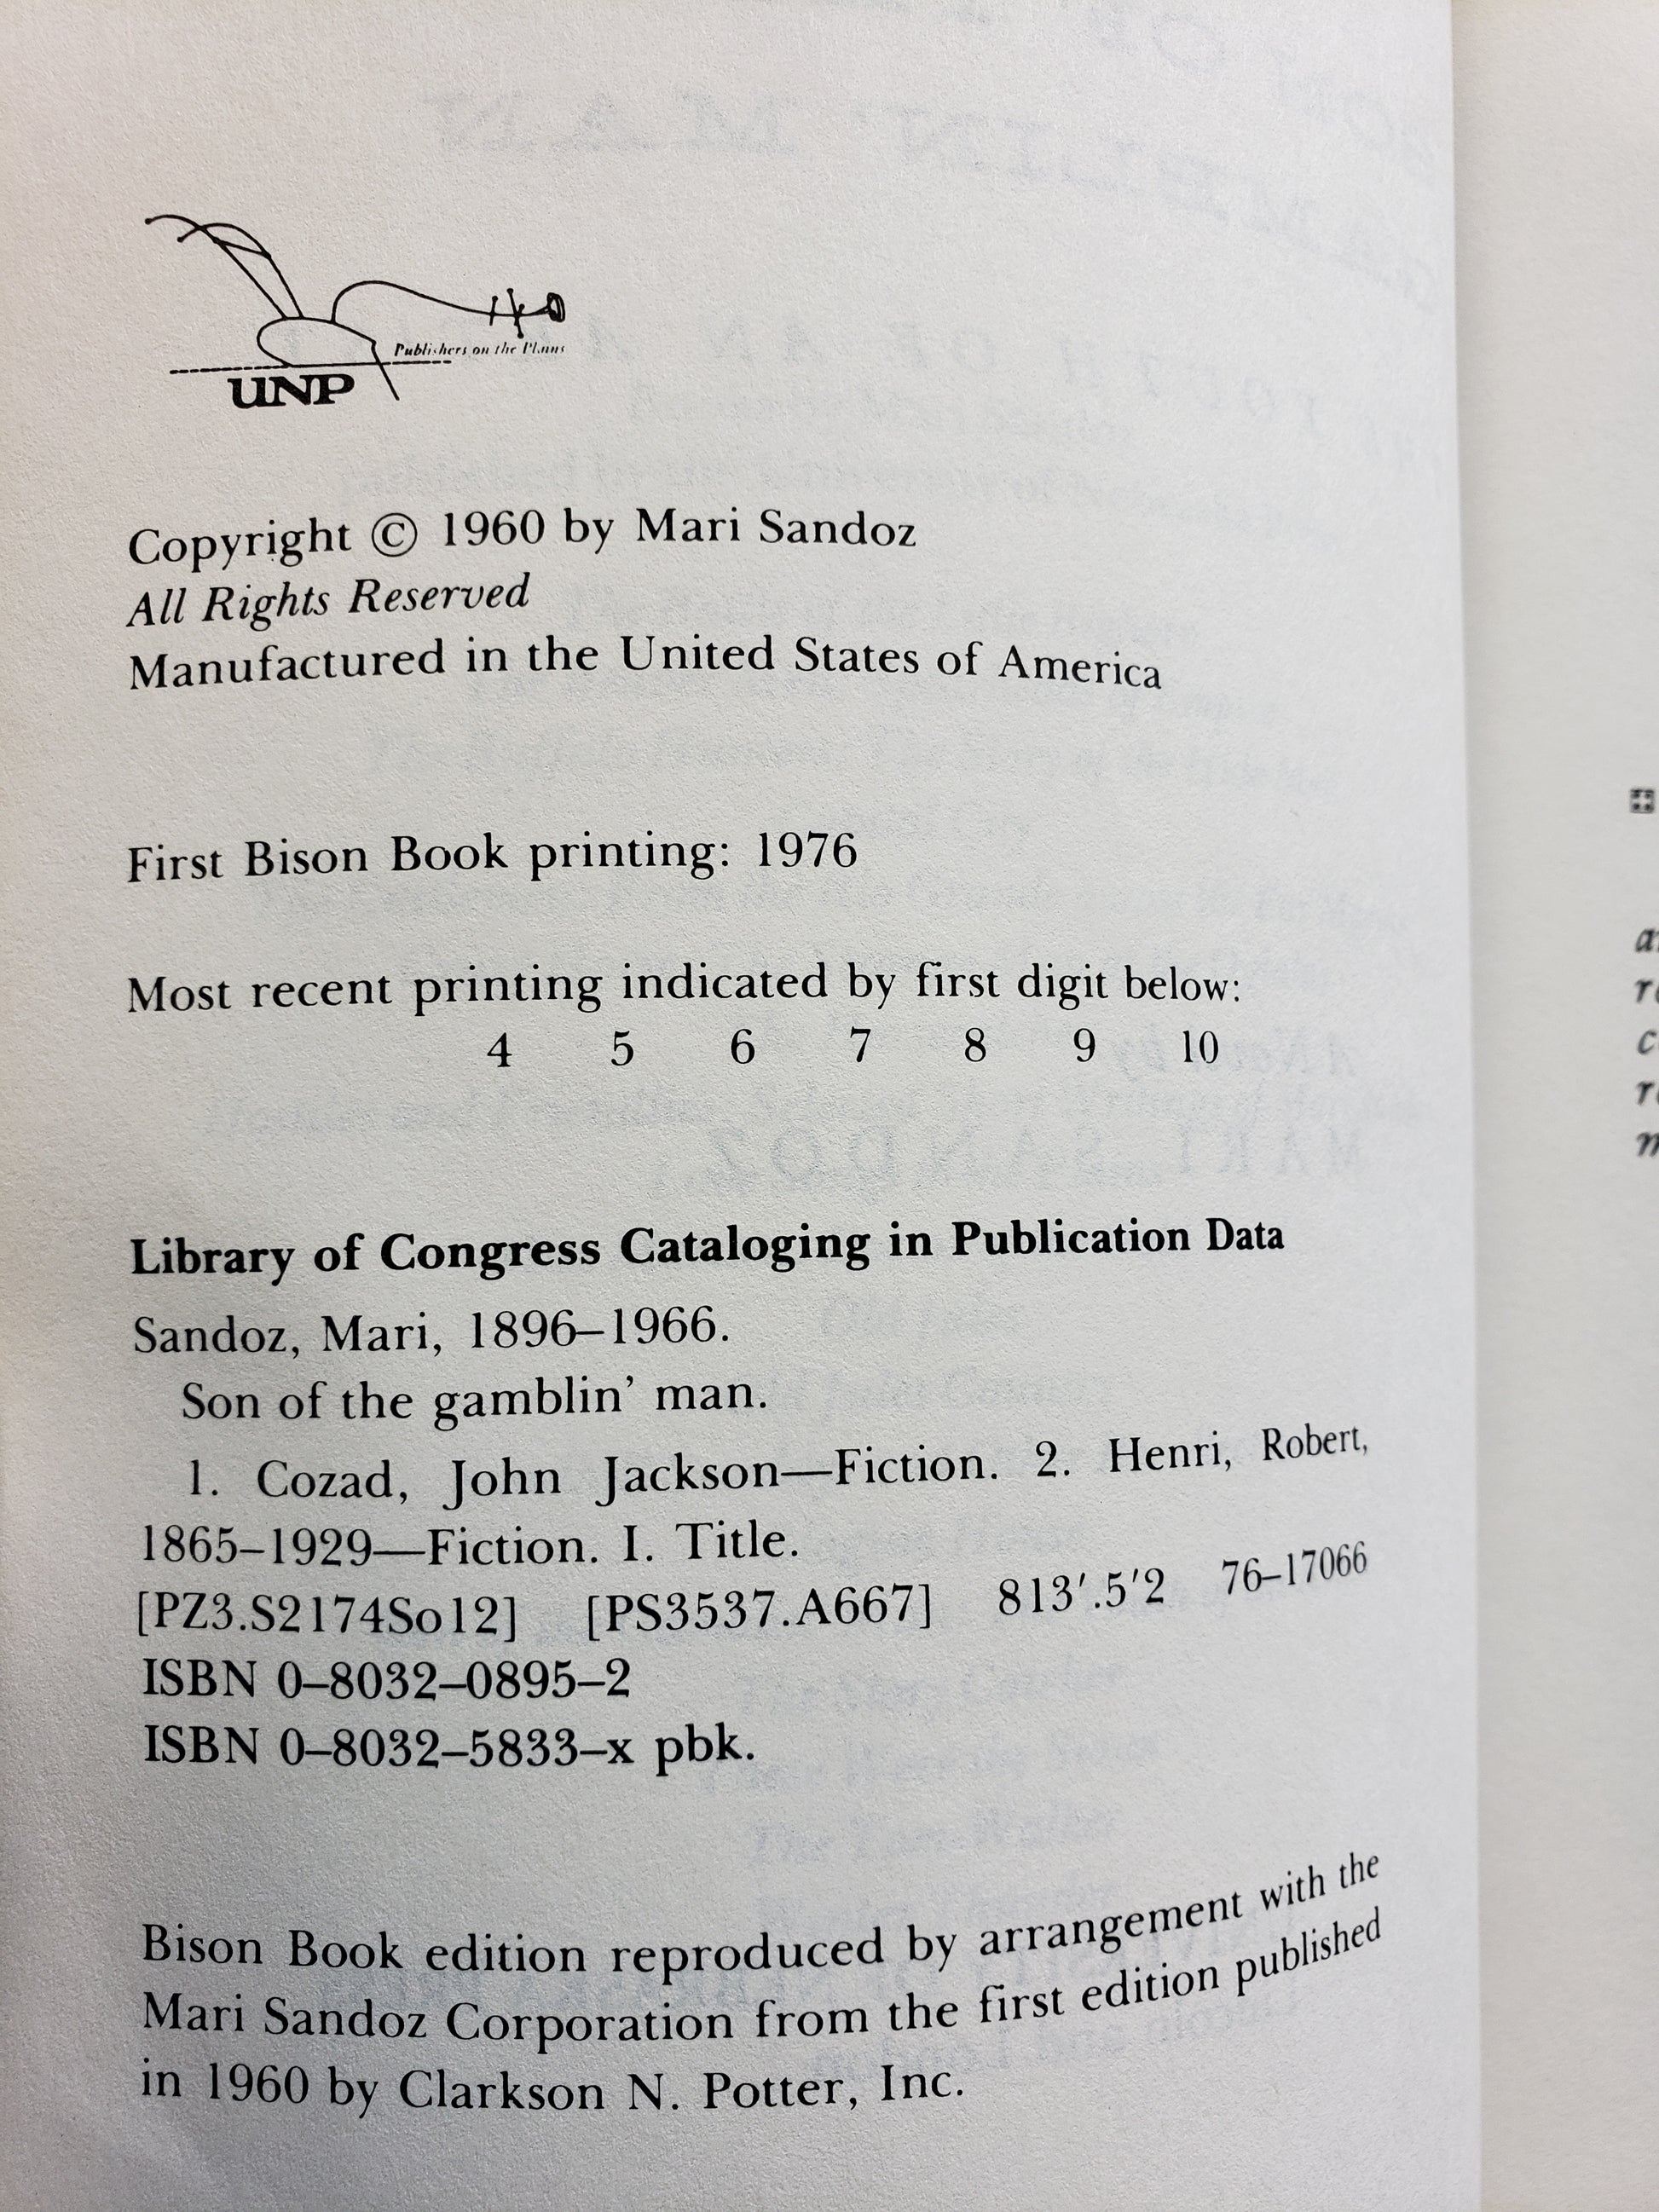 Publishers on the Plains
UNP
Copyright © 1960 by Mari Sandoz
All Rights Reserved
Manufactured in the United States of America
First Bison Book printing: 1976
Most recent printing indicated by first digit below:
4 5 6 7 8 9 10
Library of Congress Cataloging in Publication Data
Sandoz, Mari, 1896–1966.
Son of the gamblin’ man.
1. Cozad, John Jackson—Fiction. 2. Henri, Robert,
1865–1929—Fiction. I. Title.
[PZ3.S2174So12] [PS3537.A667] 813′.5′2 76–17066
ISBN 0–8032–0895–2
ISBN 0–8032–5833–x pbk.
Bison Book edition reproduced by arrangement with the
Mari Sandoz Corporation from the first edition published
in 1960 by Clarkson N. Potter, Inc.